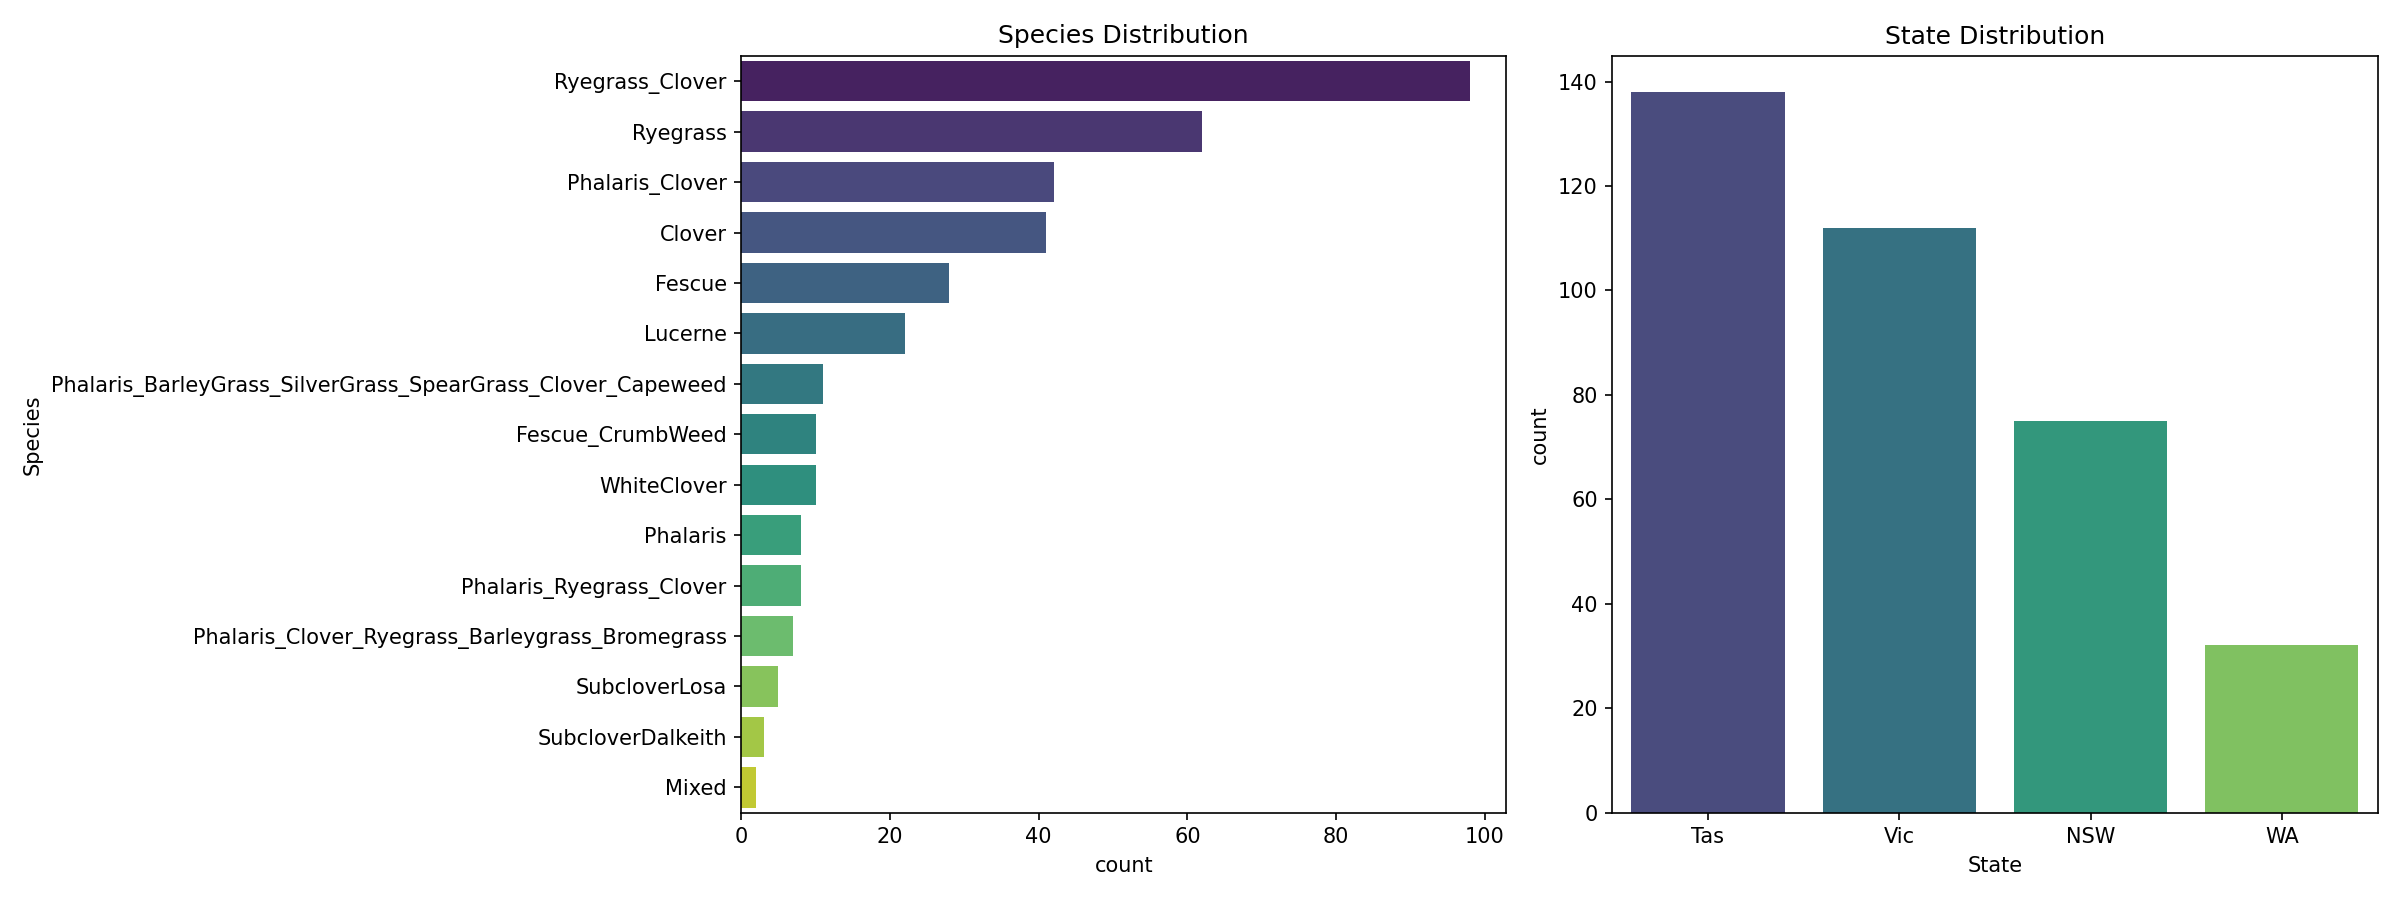 Species Distribution
Species
Ryegrass_Clover
Ryegrass
Phalaris_Clover
Clover
Fescue
Lucerne
Phalaris_BarleyGrass_SilverGrass_SpearGrass_Clover_Capeweed
Fescue_CrumbWeed
WhiteClover
Phalaris
Phalaris_Ryegrass_Clover
Phalaris_Clover_Ryegrass_Barleygrass_Bromegrass
SubcloverLosa
SubcloverDalkeith
Mixed
0 20 40 60 80 100
count
State Distribution
count
140
120
100
80
60
40
20
0
Tas Vic NSW WA
State